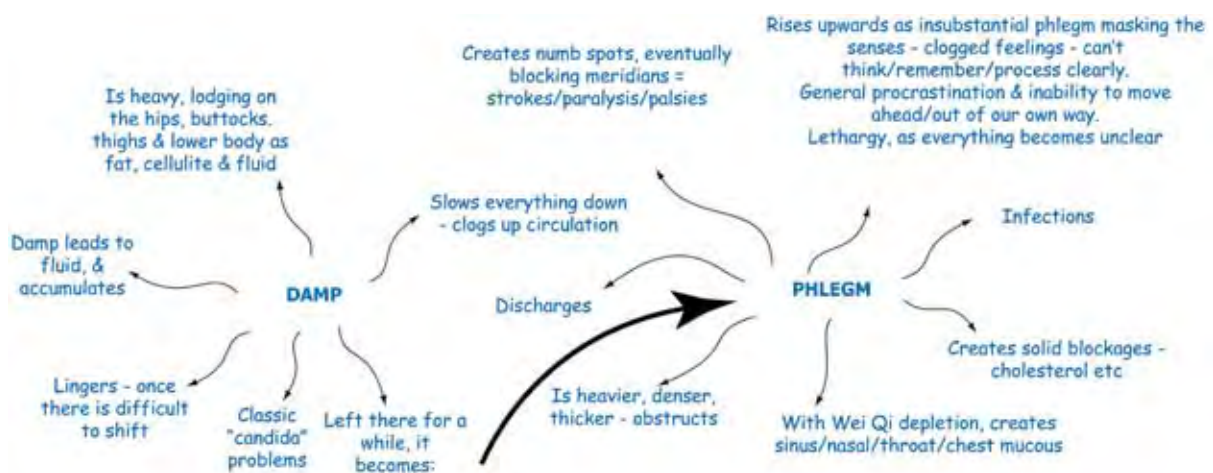 Is heavy, lodging on
the hips, buttocks.
thighs & lower body as
fat, cellulite & fluid
Damp leads to
fluid, &
accumulates
Slows everything down
- clogs up circulation
DAMP
Lingers - once
there is difficult
to shift
Classic
"candida"
problems
Left there for a
while, it
becomes:
Creates numb spots, eventually
blocking meridians =
strokes/paralysis/palsies
Rises upwards as insubstantial phlegm masking the
senses - clogged feelings - can't
think/remember/process clearly.
General procrastination & inability to move
ahead/out of our own way.
Lethargy, as everything becomes unclear
Infections
Discharges
PHLEGM
Is heavier, denser,
thicker - abstructs
Creates solid blockages -
cholesterol etc
With Wei Qi depletion, creates
sinus/nasal/throat/chest mucous